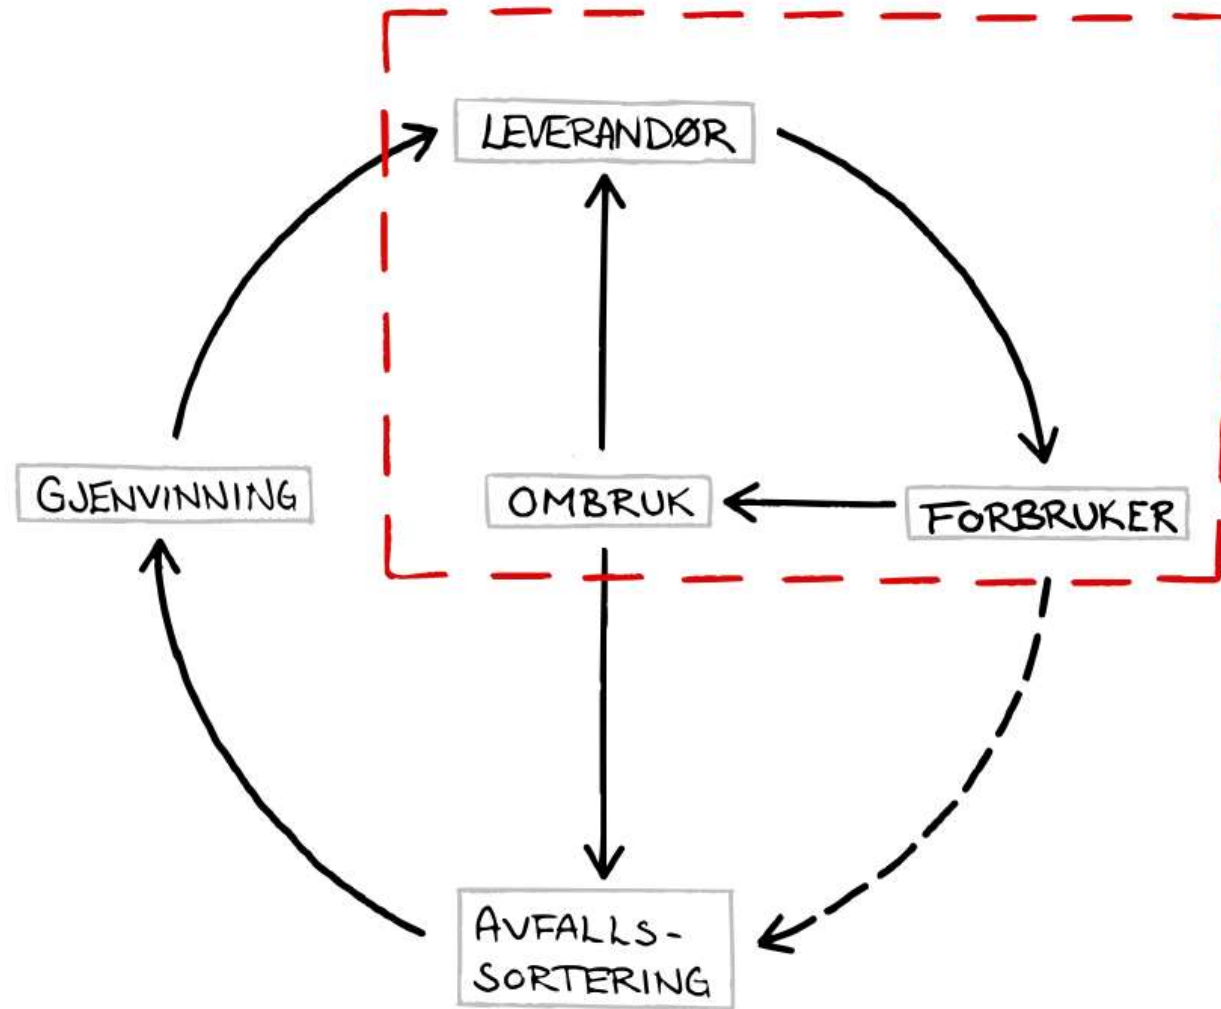 LEVERANDØR
GJENVINNING
OMBRUK
FORBRUKER
AVFALLS-
SORTERING